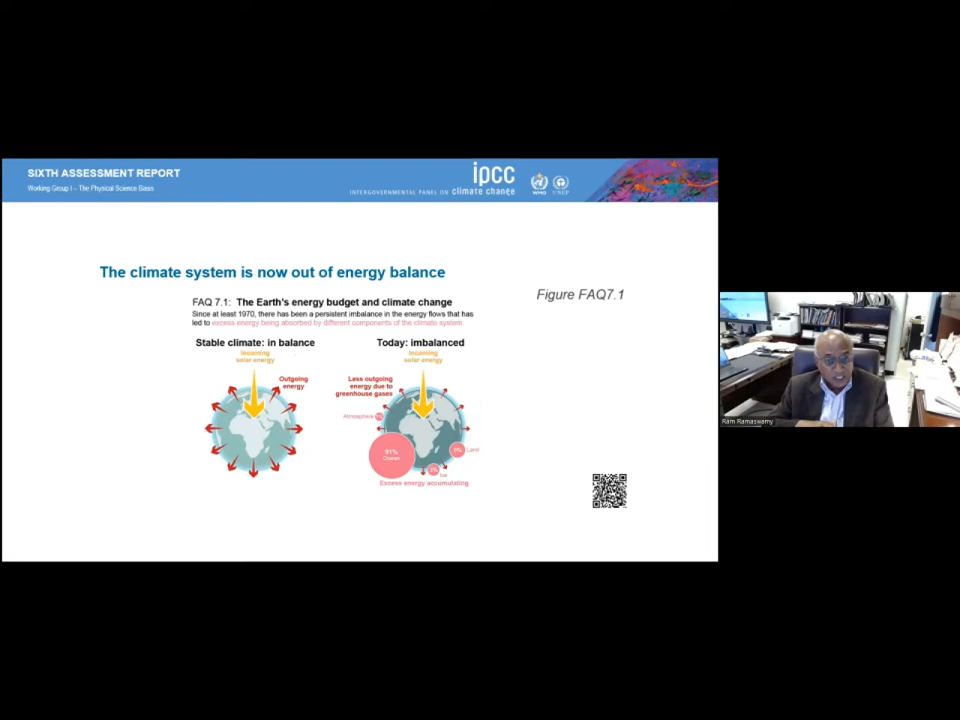 SIXTH ASSESSMENT REPORT
Working Group I – The Physical Science Basis
ipcc
INTERGOVERNMENTAL PANEL ON climate change
WMO
UNEP
The climate system is now out of energy balance
Figure FAQ7.1
FAQ 7.1: The Earth's energy budget and climate change
Since at least 1970, there has been a persistent imbalance in the energy flows that has
led to excess energy being absorbed by different components of the climate system.
Stable climate: in balance
Incoming
solar energy
Outgoing
energy
Today: imbalanced
Incoming
solar energy
Less outgoing
energy due to
greenhouse gases
Atmosphere
91%
Ocean
5%
Land
3%
Ice
Excess energy accumulating
Ram Ramaswamy